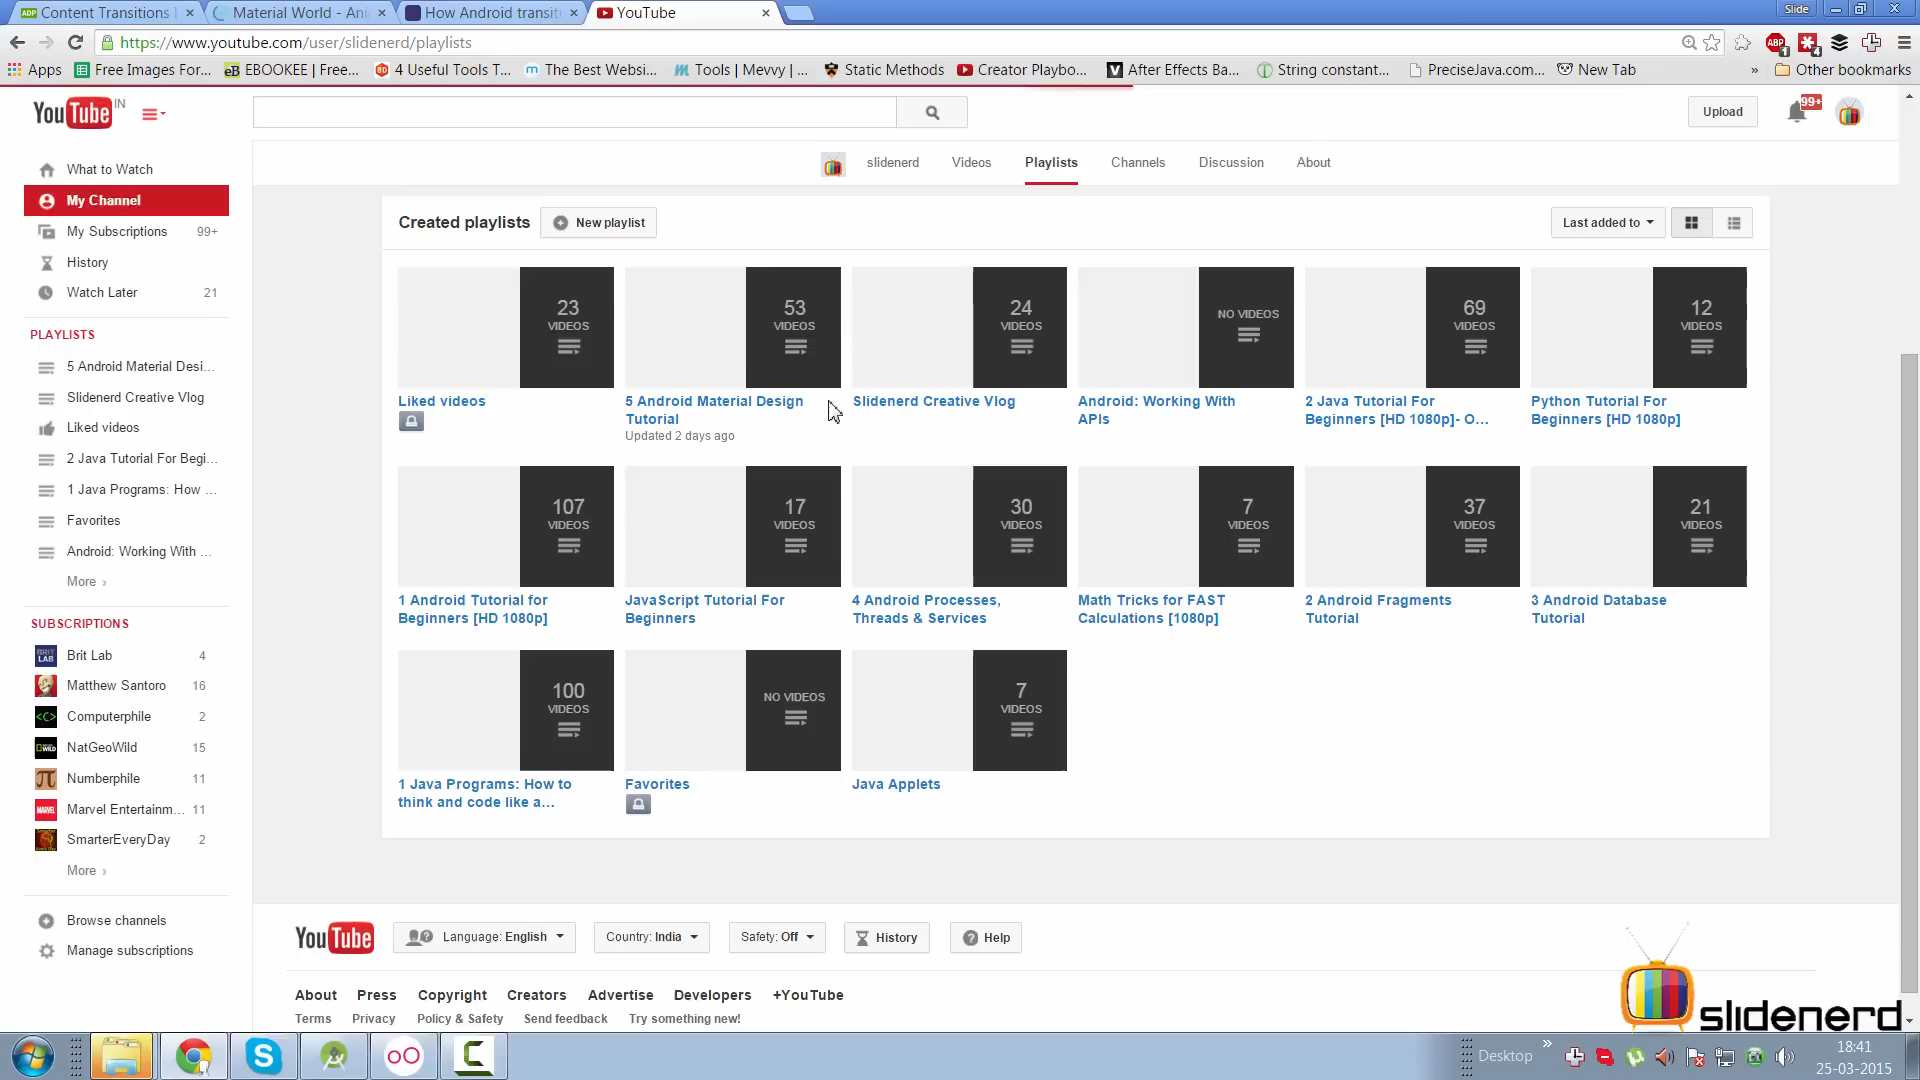 Content Transitions I
Material World - Ani
How Android transit
YouTube
Slide
https://www.youtube.com/user/slidenerd/playlists
Apps
Free Images For...
EBOOKEE | Free...
4 Useful Tools T...
The Best Websi...
Tools | Mevvy | ...
Static Methods
Creator Playbo...
After Effects Ba...
String constant...
PreciseJava.com...
New Tab
»
Other bookmarks
YouTube IN
Upload
99+
slidenerd
Videos
Playlists
Channels
Discussion
About
What to Watch
My Channel
My Subscriptions 99+
History
Watch Later 21
PLAYLISTS
5 Android Material Desi...
Slidenerd Creative Vlog
Liked videos
2 Java Tutorial For Begi...
1 Java Programs: How ...
Favorites
Android: Working With ...
More ›
SUBSCRIPTIONS
Brit Lab 4
Matthew Santoro 16
Computerphile 2
NatGeoWild 15
Numberphile 11
Marvel Entertainm... 11
SmarterEveryDay 2
More ›
Browse channels
Manage subscriptions
Created playlists
New playlist
Last added to
23
VIDEOS
Liked videos
53
VIDEOS
5 Android Material Design
Tutorial
Updated 2 days ago
24
VIDEOS
Slidenerd Creative Vlog
NO VIDEOS
Android: Working With
APIs
69
VIDEOS
2 Java Tutorial For
Beginners [HD 1080p]- O...
12
VIDEOS
Python Tutorial For
Beginners [HD 1080p]
107
VIDEOS
1 Android Tutorial for
Beginners [HD 1080p]
17
VIDEOS
JavaScript Tutorial For
Beginners
30
VIDEOS
4 Android Processes,
Threads & Services
7
VIDEOS
Math Tricks for FAST
Calculations [1080p]
37
VIDEOS
2 Android Fragments
Tutorial
21
VIDEOS
3 Android Database
Tutorial
100
VIDEOS
1 Java Programs: How to
think and code like a...
NO VIDEOS
Favorites
7
VIDEOS
Java Applets
YouTube
Language: English
Country: India
Safety: Off
History
Help
About Press Copyright Creators Advertise Developers +YouTube
Terms Privacy Policy & Safety Send feedback Try something new!
slidenerd
Desktop
»
18:41
25-03-2015